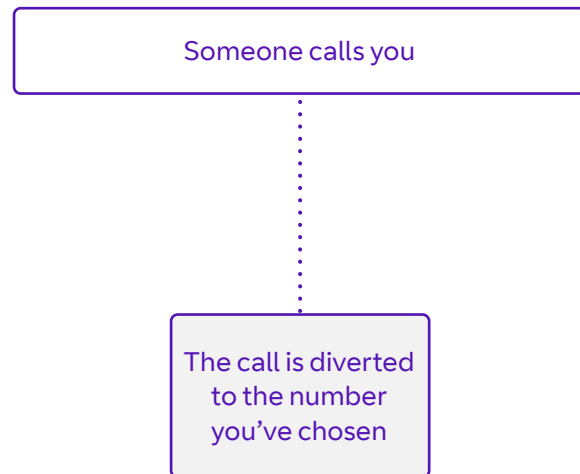 Someone calls you
The call is diverted
to the number
you’ve chosen